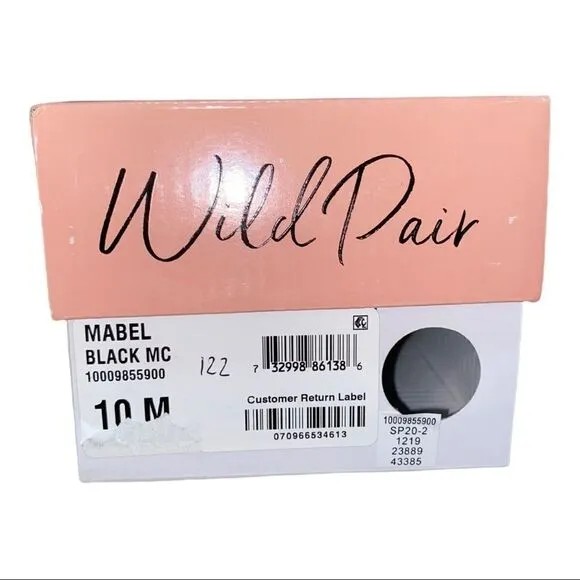 Wild Pair
MABEL
BLACK MC
10009855900
122
7 32998 86138 6
10 M
Customer Return Label
070966534613
10009855900
SP20-2
1219
23889
43385